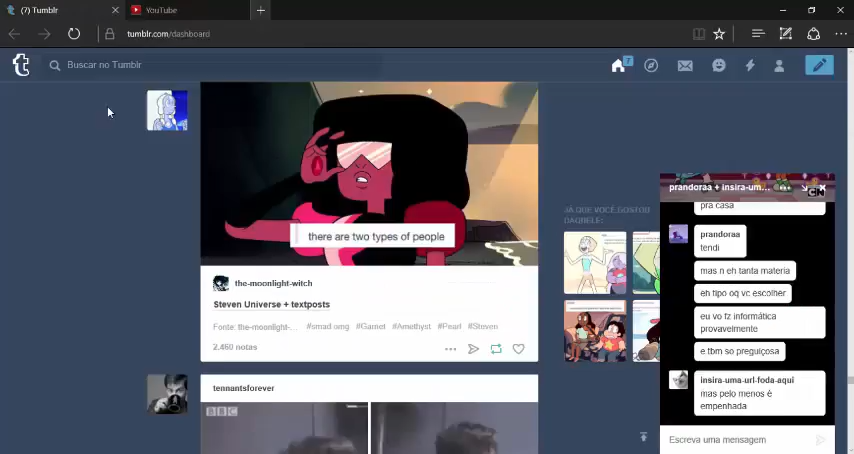 (7) Tumblr
YouTube
tumblr.com/dashboard
Buscar no Tumblr
7
there are two types of people
the-moonlight-witch
Steven Universe + textposts
Fonte: the-moonlight-... #smad omg #Garnet #Amethyst #Pearl #Steven
2.460 notas
tennantsforever
BBC
JÁ QUE VOCÊ GOSTOU
DAQUELE:
prandoraa + insira-um...
CN
pra casa
prandoraa
tendi
mas n eh tanta materia
eh tipo oq vc escolher
eu vo fz informática
provavelmente
e tbm so preguiçosa
insira-uma-url-foda-aqui
mas pelo menos é
empenhada
Escreva uma mensagem